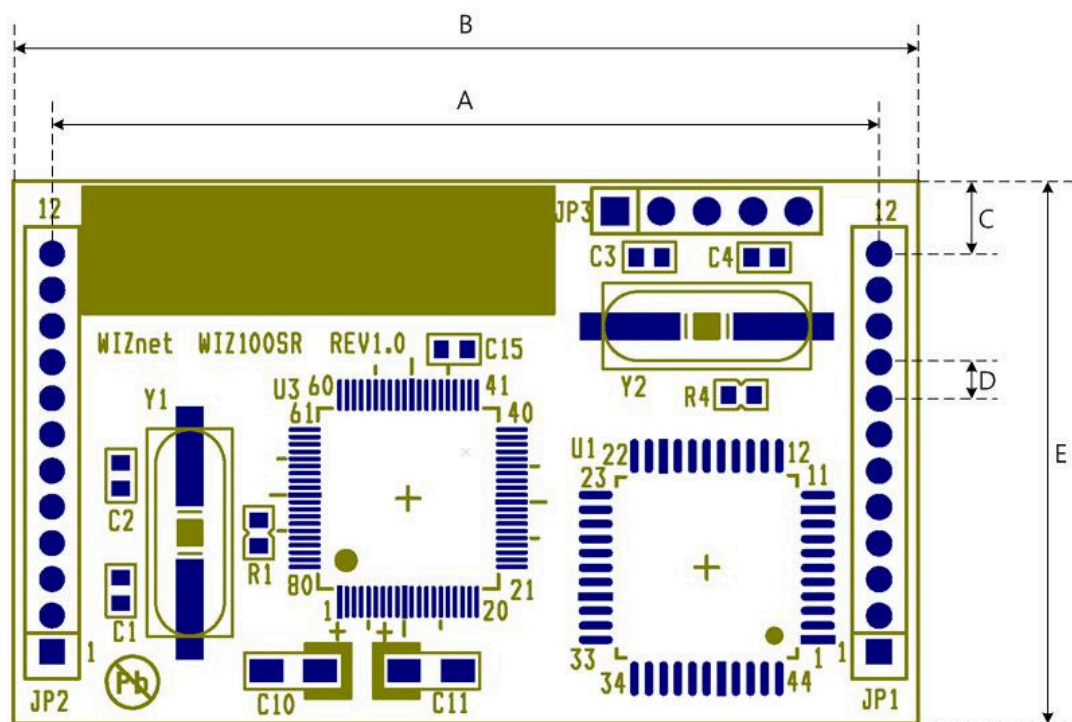 B
A
12
JP3
12
C
C3
C4
WIZnet WIZ100SR REV1.0
C15
Y2
D
U3
60
41
R4
Y1
61
40
E
U1
22
12
23
11
C2
R1
80
21
C1
1
20
33
1
1
1
34
44
JP2
Pb
C10
C11
JP1